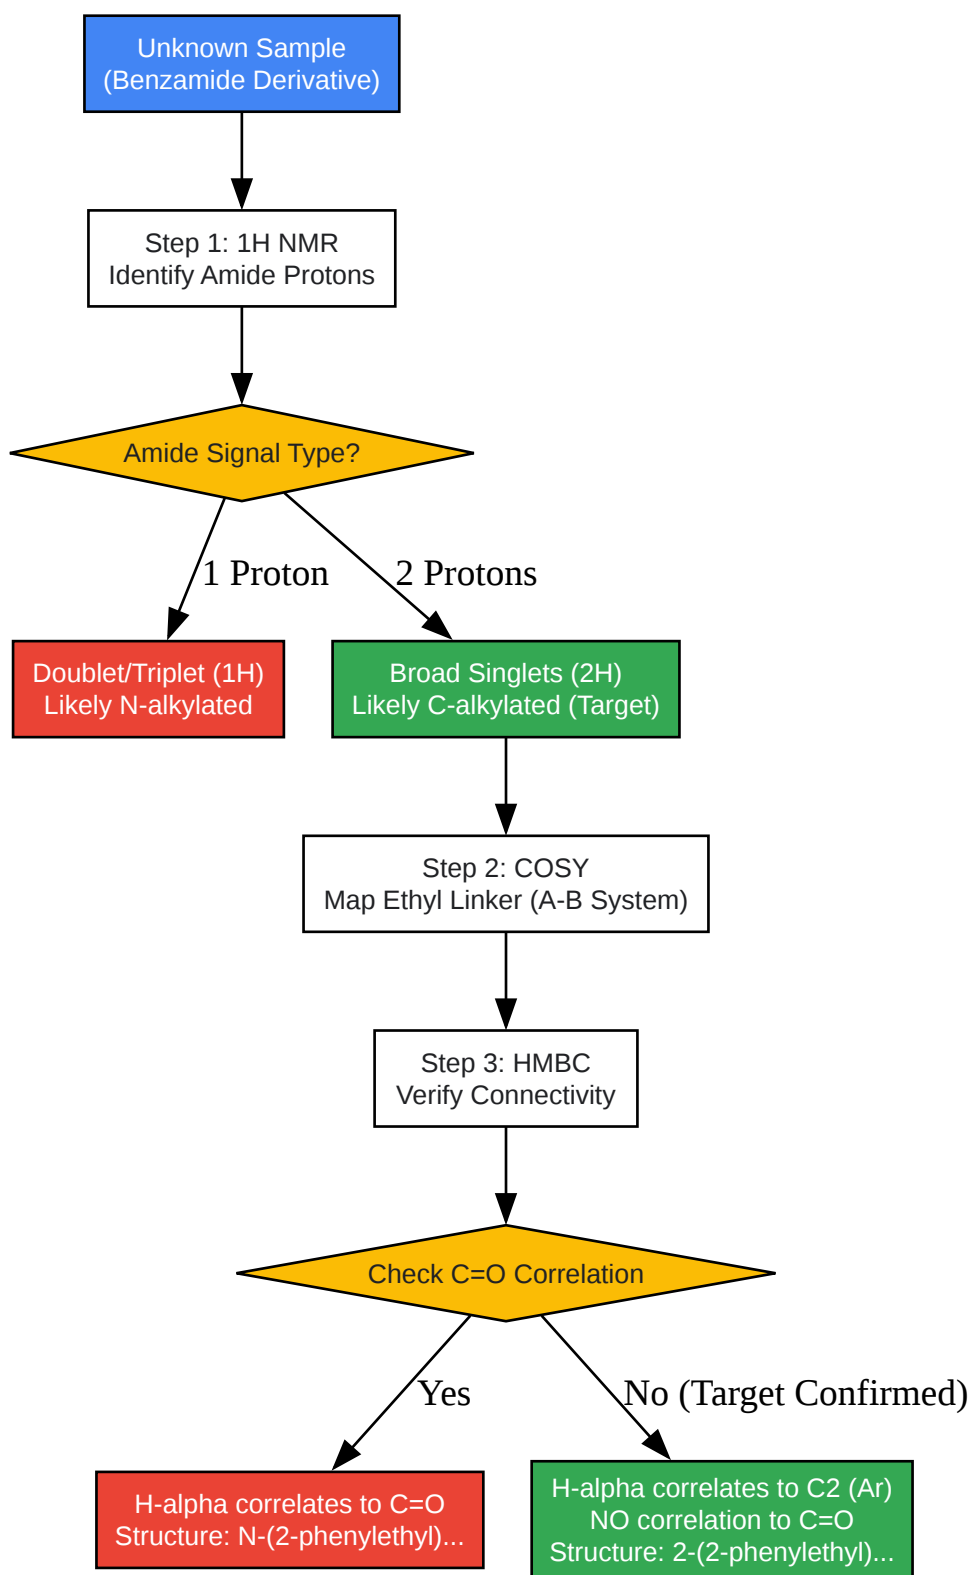 Unknown Sample
(Benzamide Derivative)
Step 1: 1H NMR
Identify Amide Protons
Amide Signal Type?
1 Proton
2 Protons
Doublet/Triplet (1H)
Likely N-alkylated
Broad Singlets (2H)
Likely C-alkylated (Target)
Step 2: COSY
Map Ethyl Linker (A-B System)
Step 3: HMBC
Verify Connectivity
Check C=O Correlation
Yes
No (Target Confirmed)
H-alpha correlates to C=O
Structure: N-(2-phenylethyl)...
H-alpha correlates to C2 (Ar)
NO correlation to C=O
Structure: 2-(2-phenylethyl)...